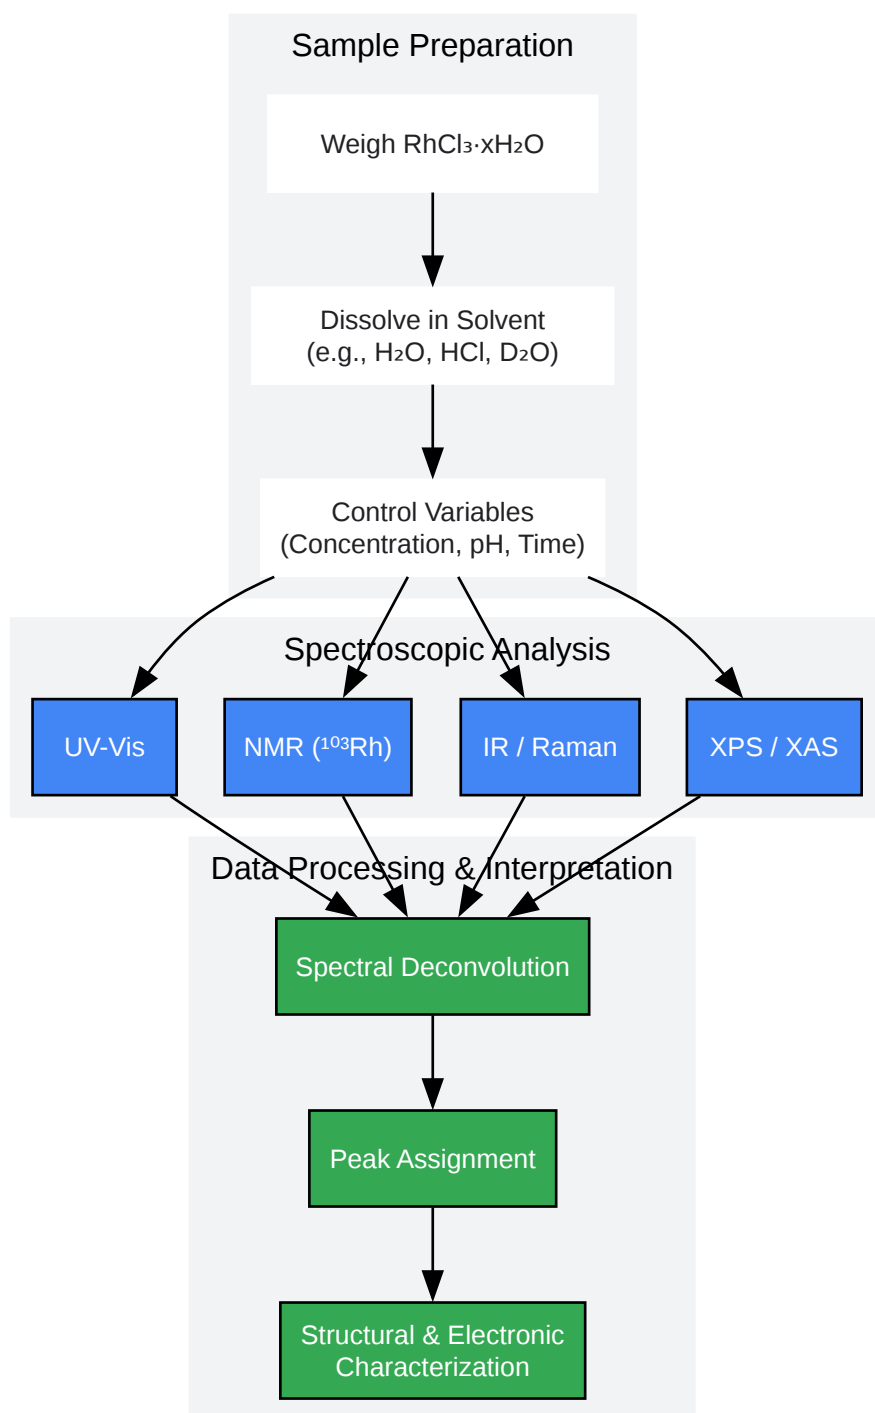 Sample Preparation
Weigh RhCl₃·xH₂O
Dissolve in Solvent
(e.g., H₂O, HCl, D₂O)
Control Variables
(Concentration, pH, Time)
Spectroscopic Analysis
UV-Vis
NMR (¹⁰³Rh)
IR / Raman
XPS / XAS
Data Processing & Interpretation
Spectral Deconvolution
Peak Assignment
Structural & Electronic
Characterization